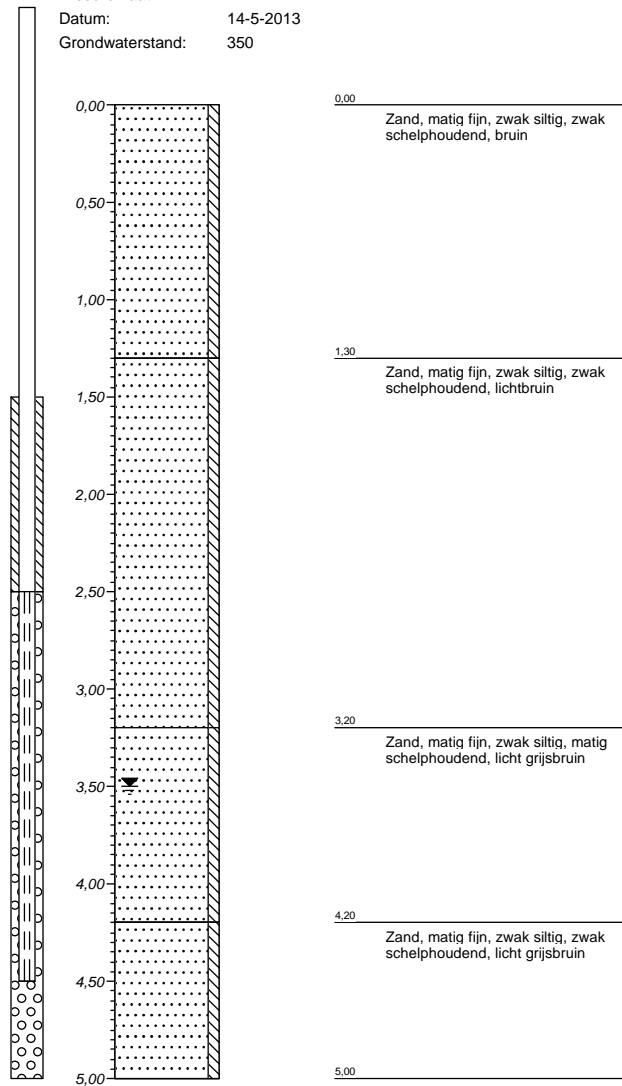 Datum: 14-5-2013
Grondwaterstand: 350
0,00
0,50
1,00
1,50
2,00
2,50
3,00
3,50
4,00
4,50
5,00
0,00
Zand, matig fijn, zwak siltig, zwak
schelphoudend, bruin
1,30
Zand, matig fijn, zwak siltig, zwak
schelphoudend, lichtbruin
3,20
Zand, matig fijn, zwak siltig, matig
schelphoudend, licht grijsbruin
4,20
Zand, matig fijn, zwak siltig, zwak
schelphoudend, licht grijsbruin
5,00